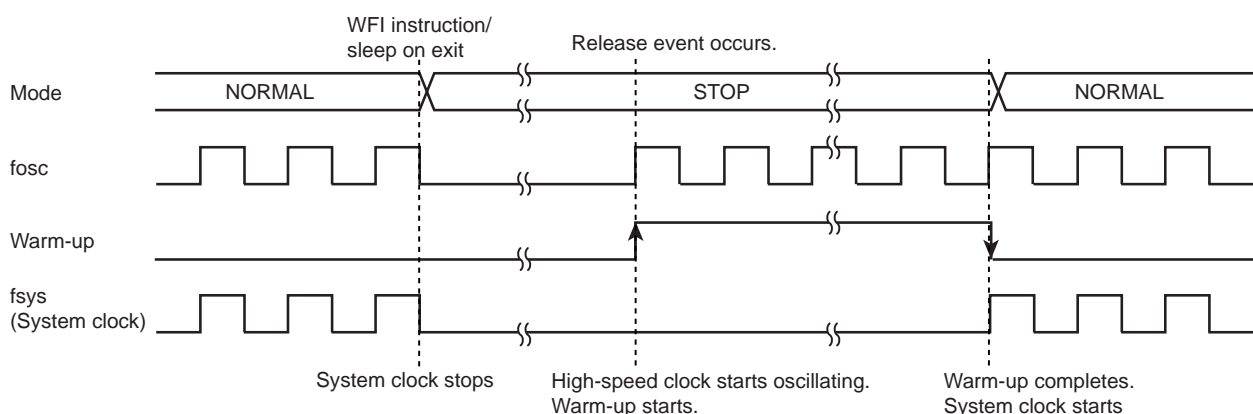 WFI instruction/
sleep on exit
Release event occurs.
Mode
NORMAL
STOP
NORMAL
fosc
Warm-up
fsys
(System clock)
System clock stops
High-speed clock starts oscillating.
Warm-up starts.
Warm-up completes.
System clock starts